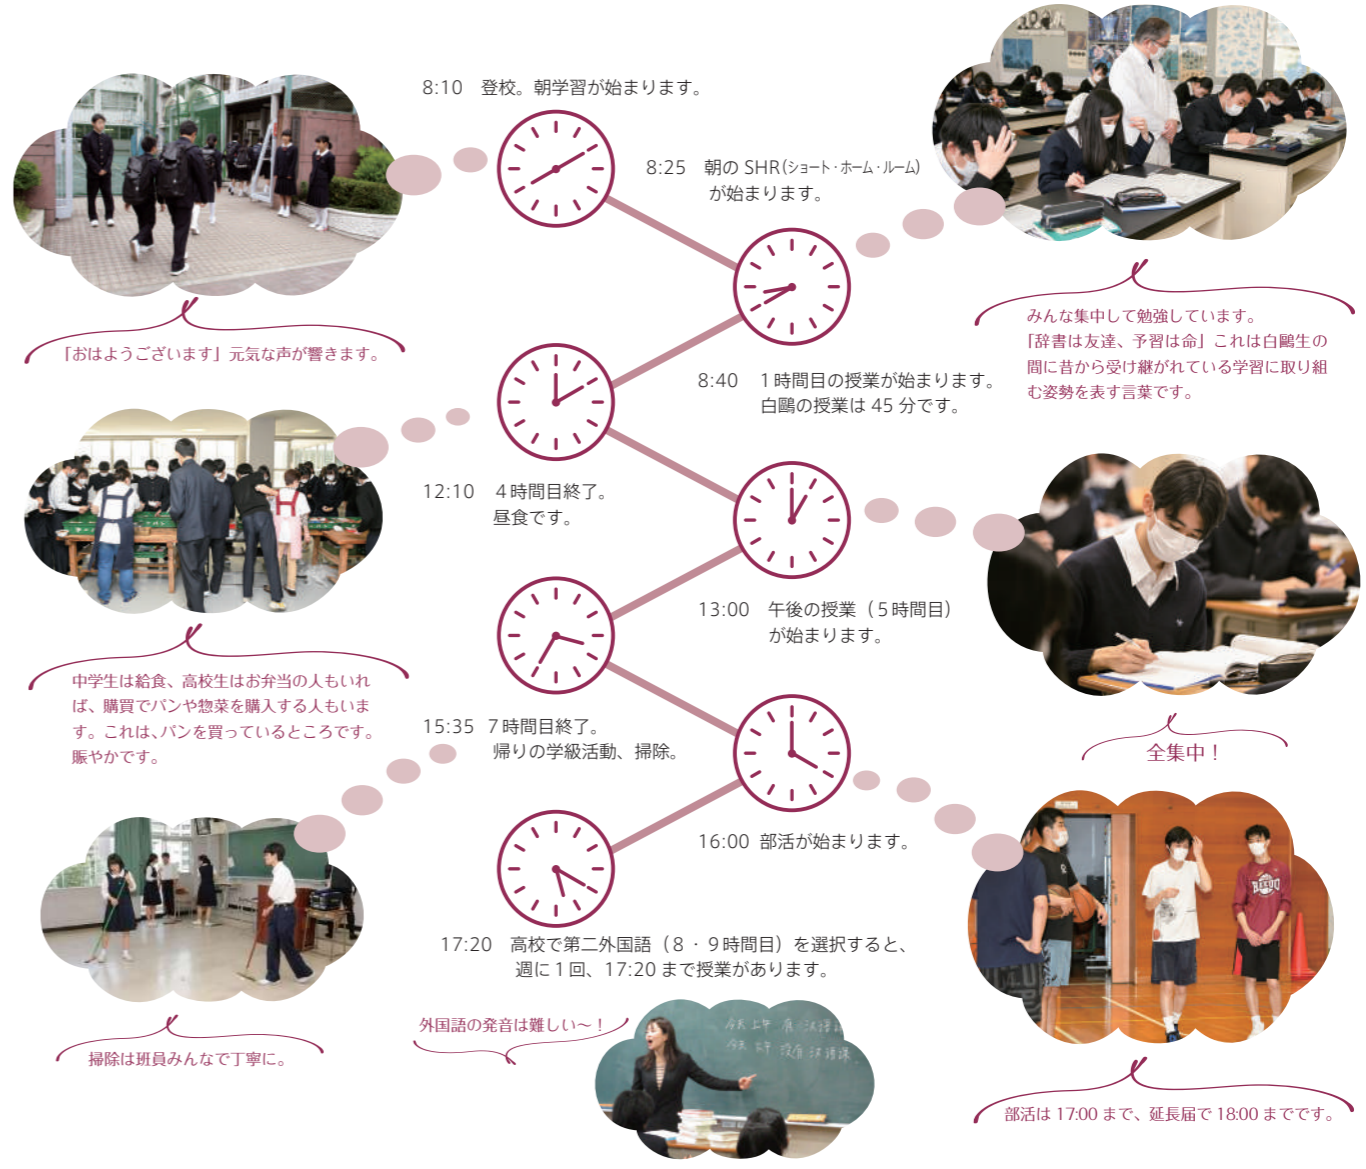 8:10 登校。朝学習が始まります。
8:25 朝の SHR(ショート・ホーム・ルーム)
が始まります。
「おはようございます」元気な声が響きます。
みんな集中して勉強しています。
「辞書は友達、予習は命」これは白鷗生の
間に昔から受け継がれている学習に取り組
む姿勢を表す言葉です。
8:40 1時間目の授業が始まります。
白鷗の授業は 45 分です。
12:10 4時間目終了。
昼食です。
中学生は給食、高校生はお弁当の人もいれ
ば、購買でパンや惣菜を購入する人もいま
す。これは、パンを買っているところです。
賑やかです。
13:00 午後の授業(5時間目)
が始まります。
全集中!
15:35 7時間目終了。
帰りの学級活動、掃除。
掃除は班員みんなで丁寧に。
16:00 部活が始まります。
部活は 17:00 まで、延長届で 18:00 までです。
17:20 高校で第二外国語(8・9時間目)を選択すると、
週に1回、17:20 まで授業があります。
外国語の発音は難しい〜!